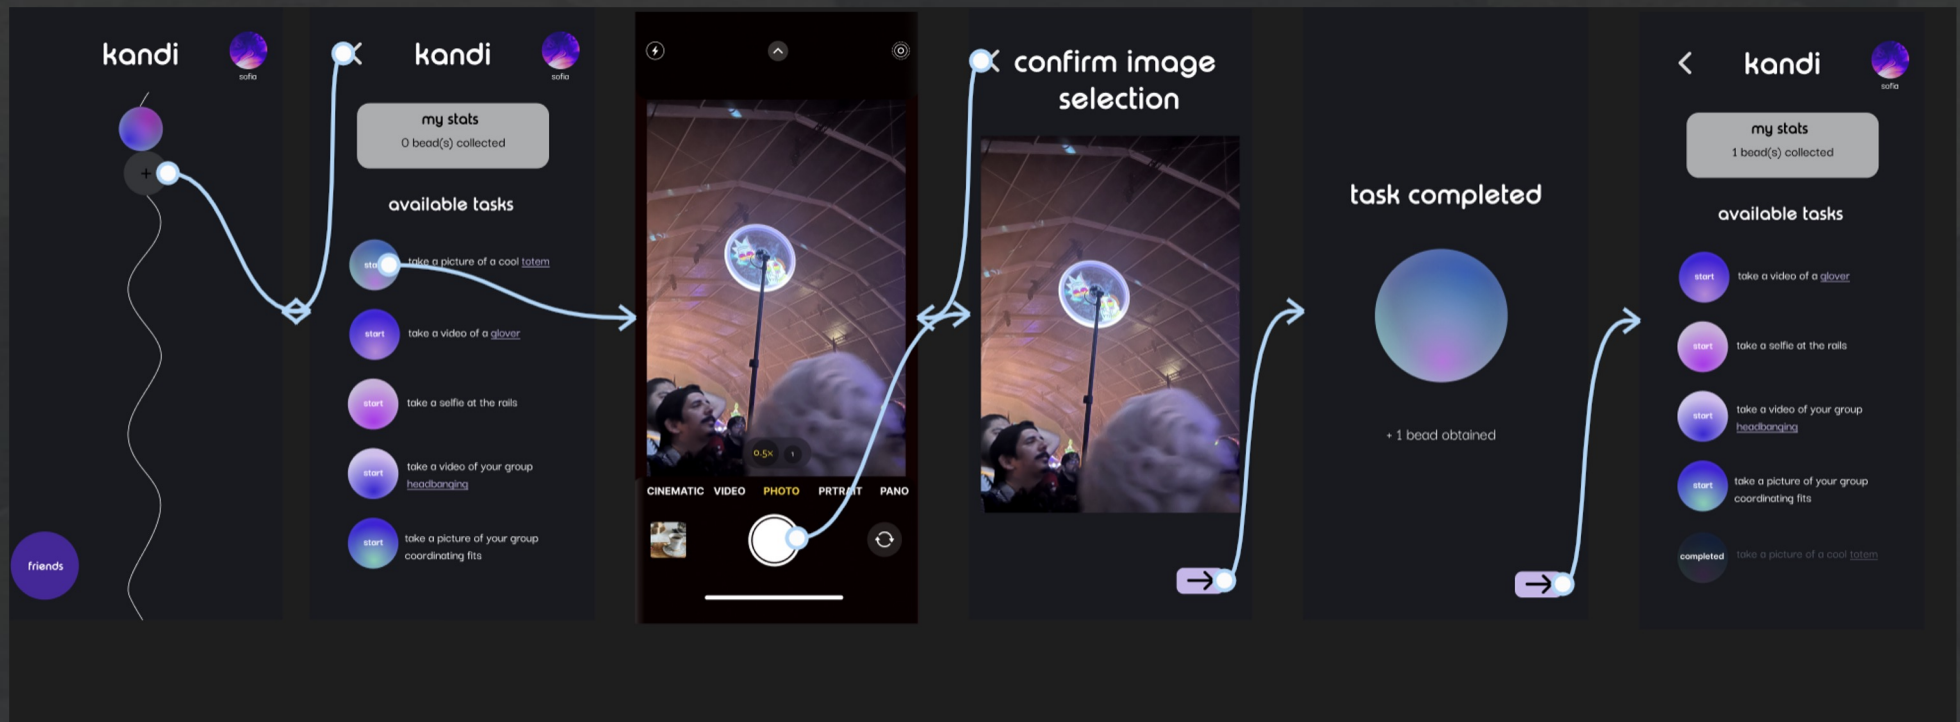 kandi
sofia
+
friends
kandi
sofia
my stats
0 bead(s) collected
available tasks
take a picture of a cool totem
start
take a video of a glover
start
take a selfie at the rails
start
take a video of your group
headbanging
start
take a picture of your group
coordinating fits
0.5×
1
CINEMATIC VIDEO PHOTO PRTRAIT PANO
confirm image
selection
task completed
+ 1 bead obtained
kandi
sofia
my stats
1 bead(s) collected
available tasks
start
take a video of a glover
start
take a selfie at the rails
start
take a video of your group
headbanging
start
take a picture of your group
coordinating fits
completed
take a picture of a cool totem